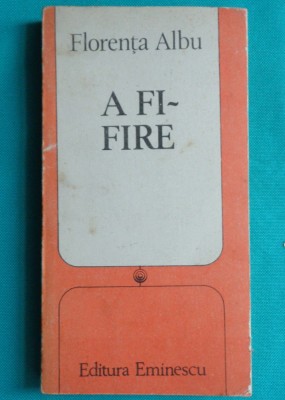 Florența Albu
A FI-
FIRE
Editura Eminescu